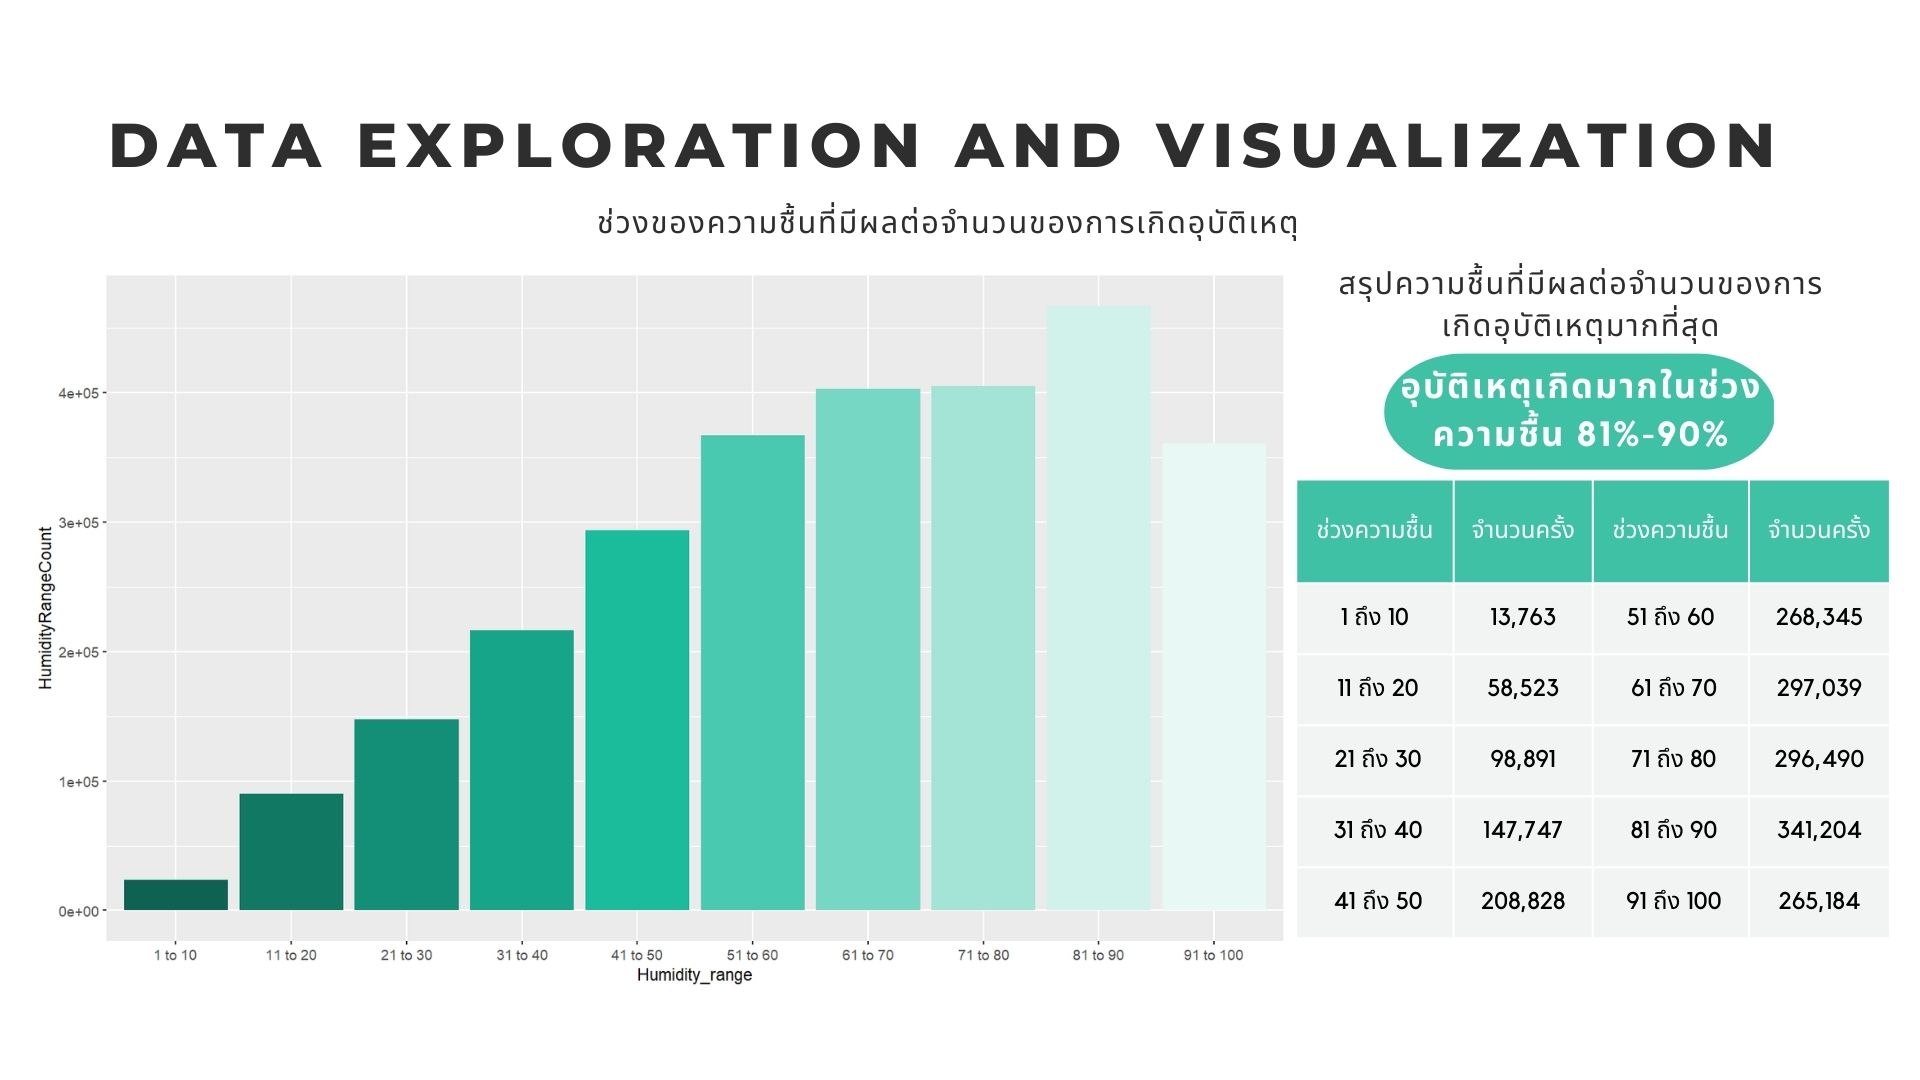 DATA EXPLORATION AND VISUALIZATION
ช่วงของความชื้นที่มีผลต่อจำนวนของการเกิดอุบัติเหตุ
HumidityRangeCount
4e+05
3e+05
2e+05
1e+05
0e+00
1 to 10 11 to 20 21 to 30 31 to 40 41 to 50 51 to 60 61 to 70 71 to 80 81 to 90 91 to 100
Humidity_range
สรุปความชื้นที่มีผลต่อจำนวนของการ
เกิดอุบัติเหตุมากที่สุด
อุบัติเหตุเกิดมากในช่วง
ความชื้น 81%-90%
ช่วงความชื้น จำนวนครั้ง ช่วงความชื้น จำนวนครั้ง
1 ถึง 10 13,763 51 ถึง 60 268,345
11 ถึง 20 58,523 61 ถึง 70 297,039
21 ถึง 30 98,891 71 ถึง 80 296,490
31 ถึง 40 147,747 81 ถึง 90 341,204
41 ถึง 50 208,828 91 ถึง 100 265,184